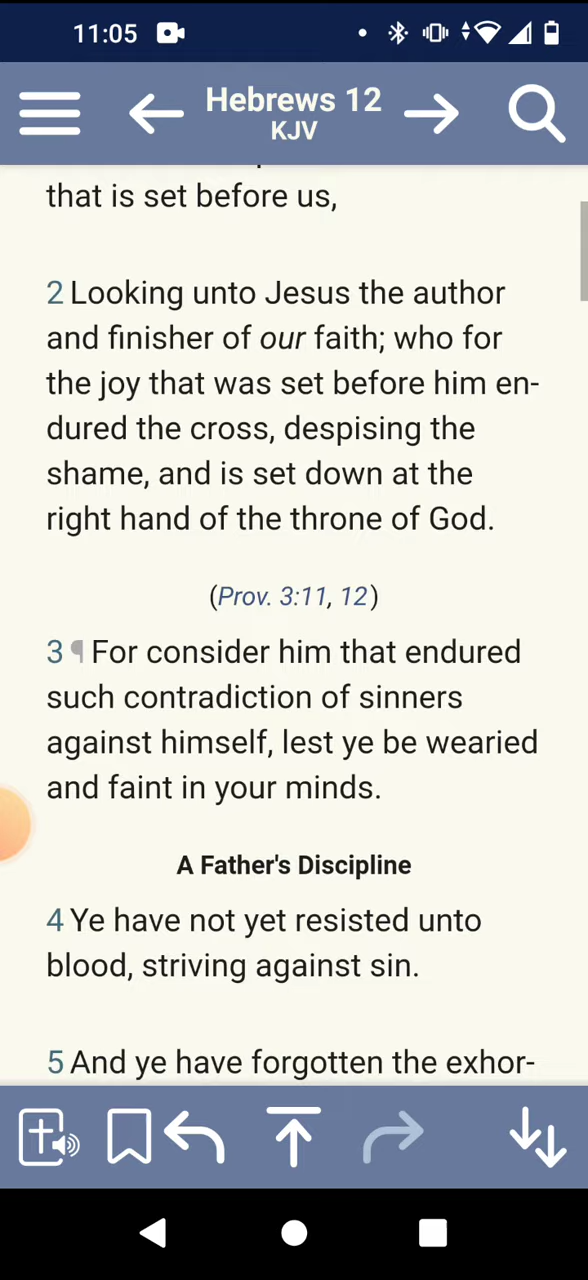 11:05
Hebrews 12
KJV
that is set before us,
2 Looking unto Jesus the author
and finisher of our faith; who for
the joy that was set before him en-
dured the cross, despising the
shame, and is set down at the
right hand of the throne of God.
(Prov. 3:11, 12)
3 ¶ For consider him that endured
such contradiction of sinners
against himself, lest ye be wearied
and faint in your minds.
A Father's Discipline
4 Ye have not yet resisted unto
blood, striving against sin.
5 And ye have forgotten the exhor-